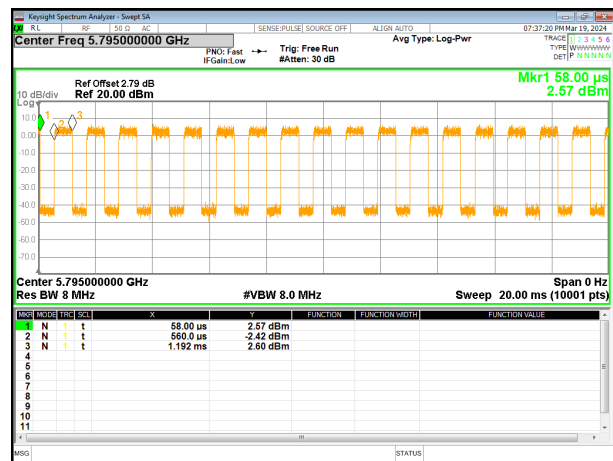 Keysight Spectrum Analyzer - Swept SA
LXI RL RF 50 Ω AC SENSE:PULSE SOURCE OFF ALIGN AUTO 07:37:20 PM Mar 19, 2024
Center Freq 5.795000000 GHz Avg Type: Log-Pwr TRACE 1 2 3 4 5 6
PNO: Fast Trig: Free Run TYPE W
IFGain:Low #Atten: 30 dB DET P N N N N N
Mkr1 58.00 µs
Ref Offset 2.79 dB
10 dB/div Ref 20.00 dBm 2.57 dBm
Log
10.0 1 2 3
0.00
-10.0
-20.0
-30.0
-40.0
-50.0
-60.0
-70.0
Center 5.795000000 GHz Span 0 Hz
Res BW 8 MHz #VBW 8.0 MHz Sweep 20.00 ms (10001 pts)
MKR MODE TRC SCL X Y FUNCTION FUNCTION WIDTH FUNCTION VALUE
1 N 1 t 58.00 µs 2.57 dBm
2 N 1 t 560.0 µs -2.42 dBm
3 N 1 t 1.192 ms 2.60 dBm
4
5
6
7
8
9
10
11
MSG STATUS